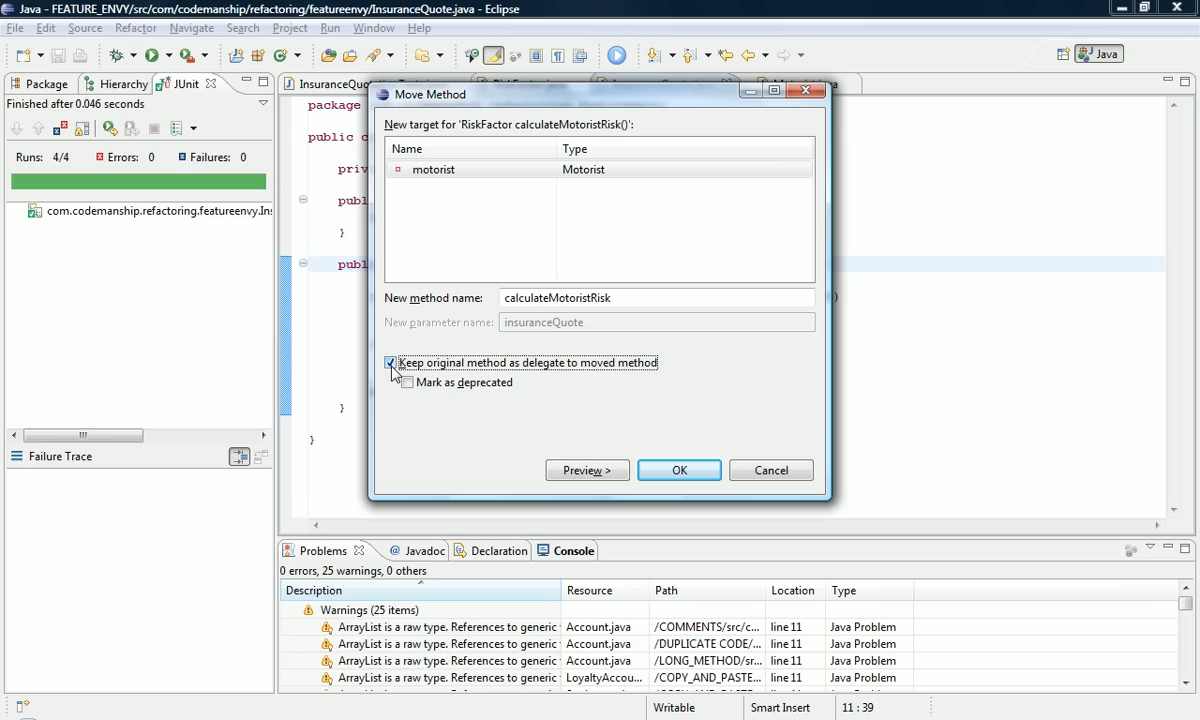 Java - FEATURE_ENVY/src/com/codemanship/refactoring/featureenvy/InsuranceQuote.java - Eclipse
File Edit Source Refactor Navigate Search Project Run Window Help
Java
Package Hierarchy JUnit
Finished after 0.046 seconds
Runs: 4/4 Errors: 0 Failures: 0
com.codemanship.refactoring.featureenvy.In
Failure Trace
package
public
priv
publ
}
publ
)
}
}
Move Method
New target for 'RiskFactor calculateMotoristRisk()':
Name Type
motorist Motorist
New method name: calculateMotoristRisk
New parameter name: insuranceQuote
Keep original method as delegate to moved method
Mark as deprecated
Preview > OK Cancel
Problems Javadoc Declaration Console
0 errors, 25 warnings, 0 others
Description Resource Path Location Type
Warnings (25 items)
ArrayList is a raw type. References to generic Account.java /COMMENTS/src/c... line 11 Java Problem
ArrayList is a raw type. References to generic Account.java /DUPLICATE CODE/... line 11 Java Problem
ArrayList is a raw type. References to generic Account.java /LONG_METHOD/sr... line 11 Java Problem
ArrayList is a raw type. References to generic LoyaltyAccou... /COPY_AND_PASTE... line 11 Java Problem
Writable Smart Insert 11 : 39